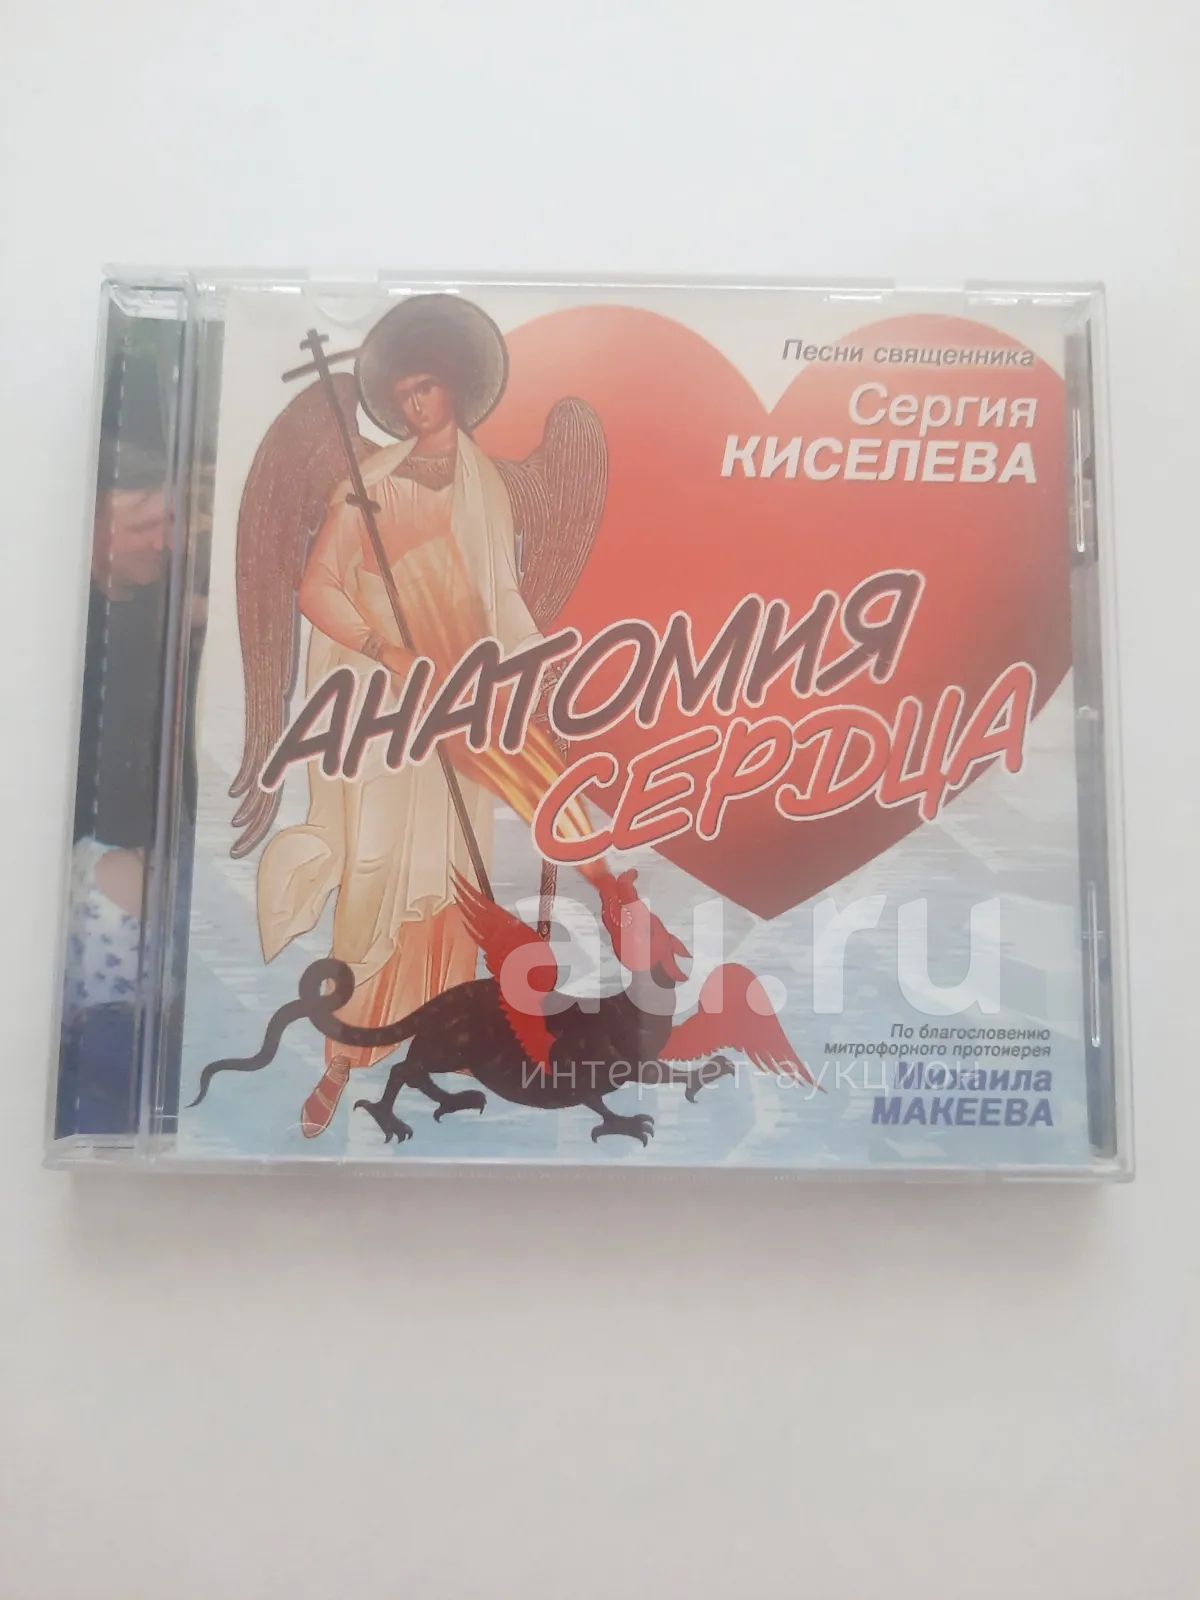 Песни священника
Сергия
КИСЕЛЕВА
АНАТОМИЯ
СЕРДЦА
au.ru
интернет-аукцион
По благословению
митрофорного протоиерея
Михаила
МАКЕЕВА